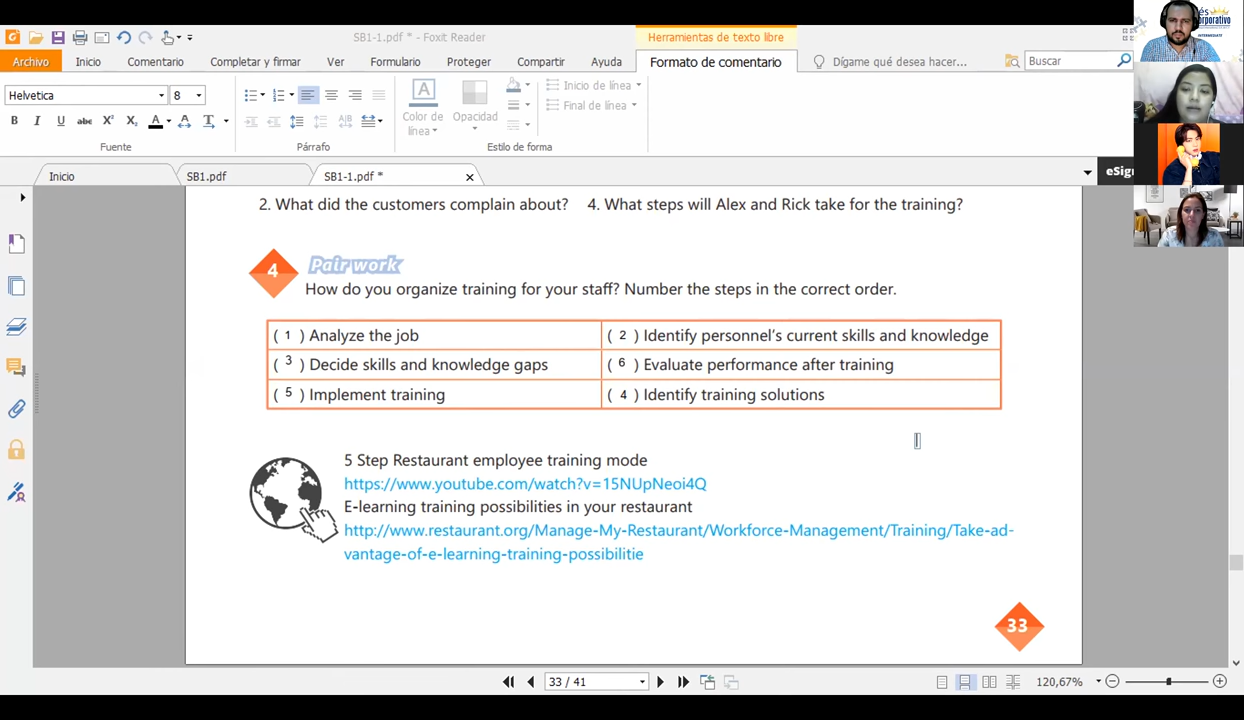 SB1-1.pdf * - Foxit Reader
Herramientas de texto libre
Archivo
Inicio
Comentario
Completar y firmar
Ver
Formulario
Proteger
Compartir
Ayuda
Formato de comentario
Dígame qué desea hacer...
Buscar
Helvetica
8
Color de línea
Opacidad
Inicio de línea
Final de línea
Fuente
Párrafo
Estilo de forma
Inicio
SB1.pdf
SB1-1.pdf *
eSign
2. What did the customers complain about? 4. What steps will Alex and Rick take for the training?
4 Pair work
How do you organize training for your staff? Number the steps in the correct order.
( 1 ) Analyze the job
( 2 ) Identify personnel's current skills and knowledge
( 3 ) Decide skills and knowledge gaps
( 6 ) Evaluate performance after training
( 5 ) Implement training
( 4 ) Identify training solutions
5 Step Restaurant employee training mode
https://www.youtube.com/watch?v=15NUpNeoi4Q
E-learning training possibilities in your restaurant
http://www.restaurant.org/Manage-My-Restaurant/Workforce-Management/Training/Take-ad-
vantage-of-e-learning-training-possibilitie
33
33 / 41
120,67%